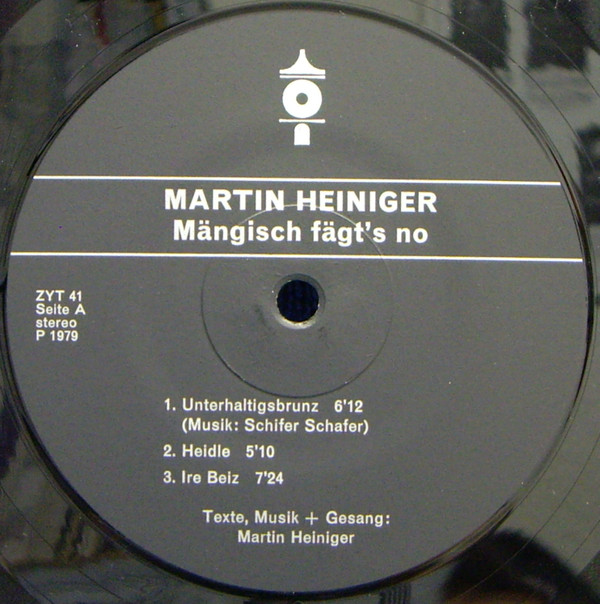 MARTIN HEINIGER
Mängisch fägt's no
ZYT 41
Seite A
stereo
P 1979
1. Unterhaltigsbrunz 6'12
(Musik: Schifer Schafer)
2. Heidle 5'10
3. Ire Beiz 7'24
Texte, Musik + Gesang:
Martin Heiniger